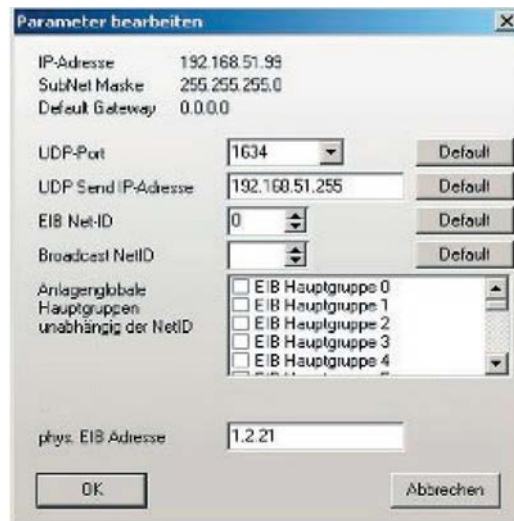 Parameter bearbeiten
IP-Adresse 192.168.51.99
SubNet Maske 255.255.255.0
Default Gateway 0.0.0.0
UDP-Port 1634 Default
UDP Send IP-Adresse 192.168.51.255 Default
EIB Net-ID 0 Default
Broadcast NetID Default
Anlagenglobale
Hauptgruppen
unabhängig der NetID
EIB Hauptgruppe 0
EIB Hauptgruppe 1
EIB Hauptgruppe 2
EIB Hauptgruppe 3
EIB Hauptgruppe 4
phys. EIB Adresse 1.2.21
OK Abbrechen